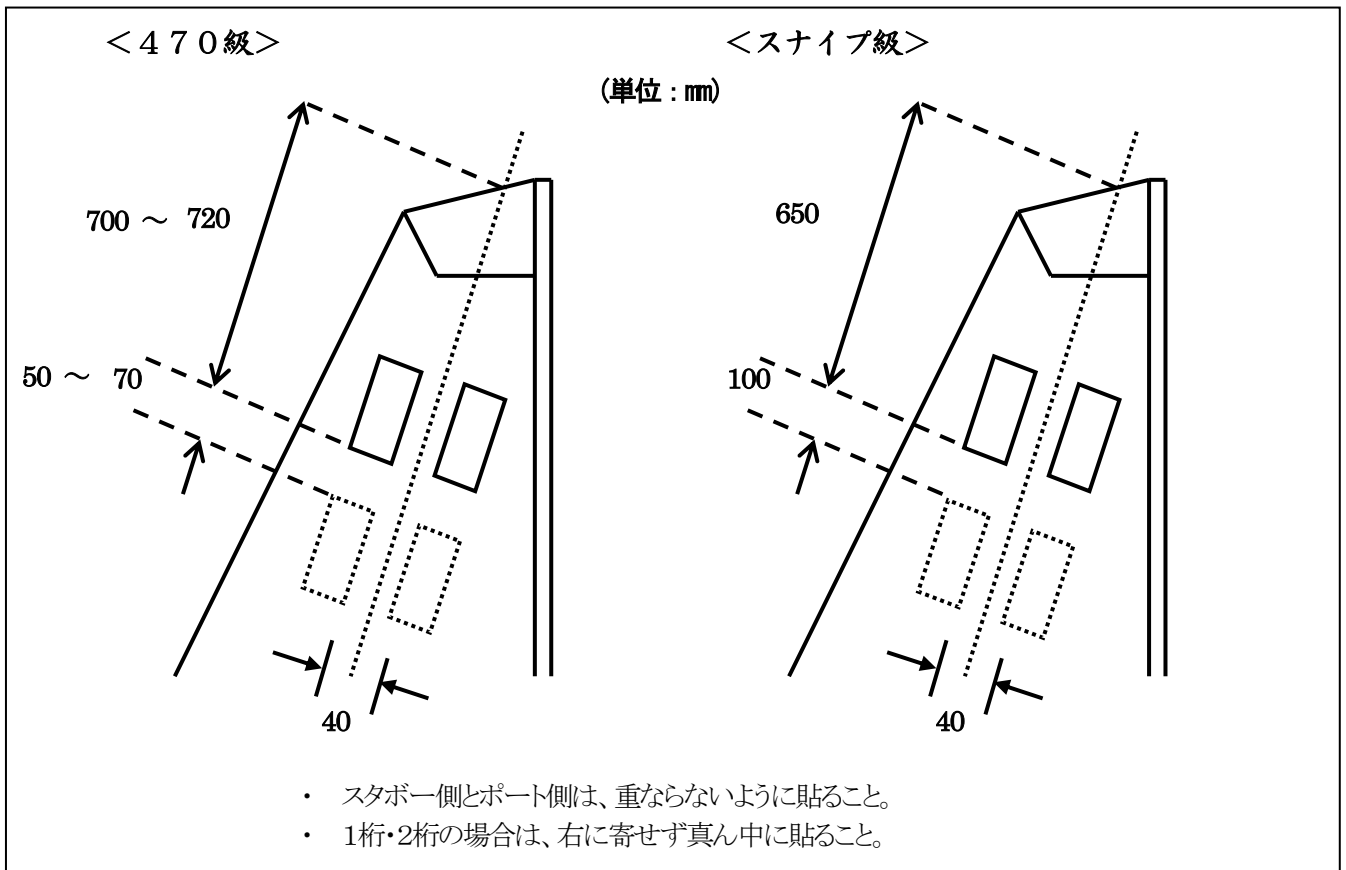 ＜４７０級＞
＜スナイプ級＞
(単位：㎜)
700 ～ 720
650
50 ～ 70
100
40
40
・ スタボー側とポート側は、重ならないように貼ること。
・ 1桁・2桁の場合は、右に寄せず真ん中に貼ること。